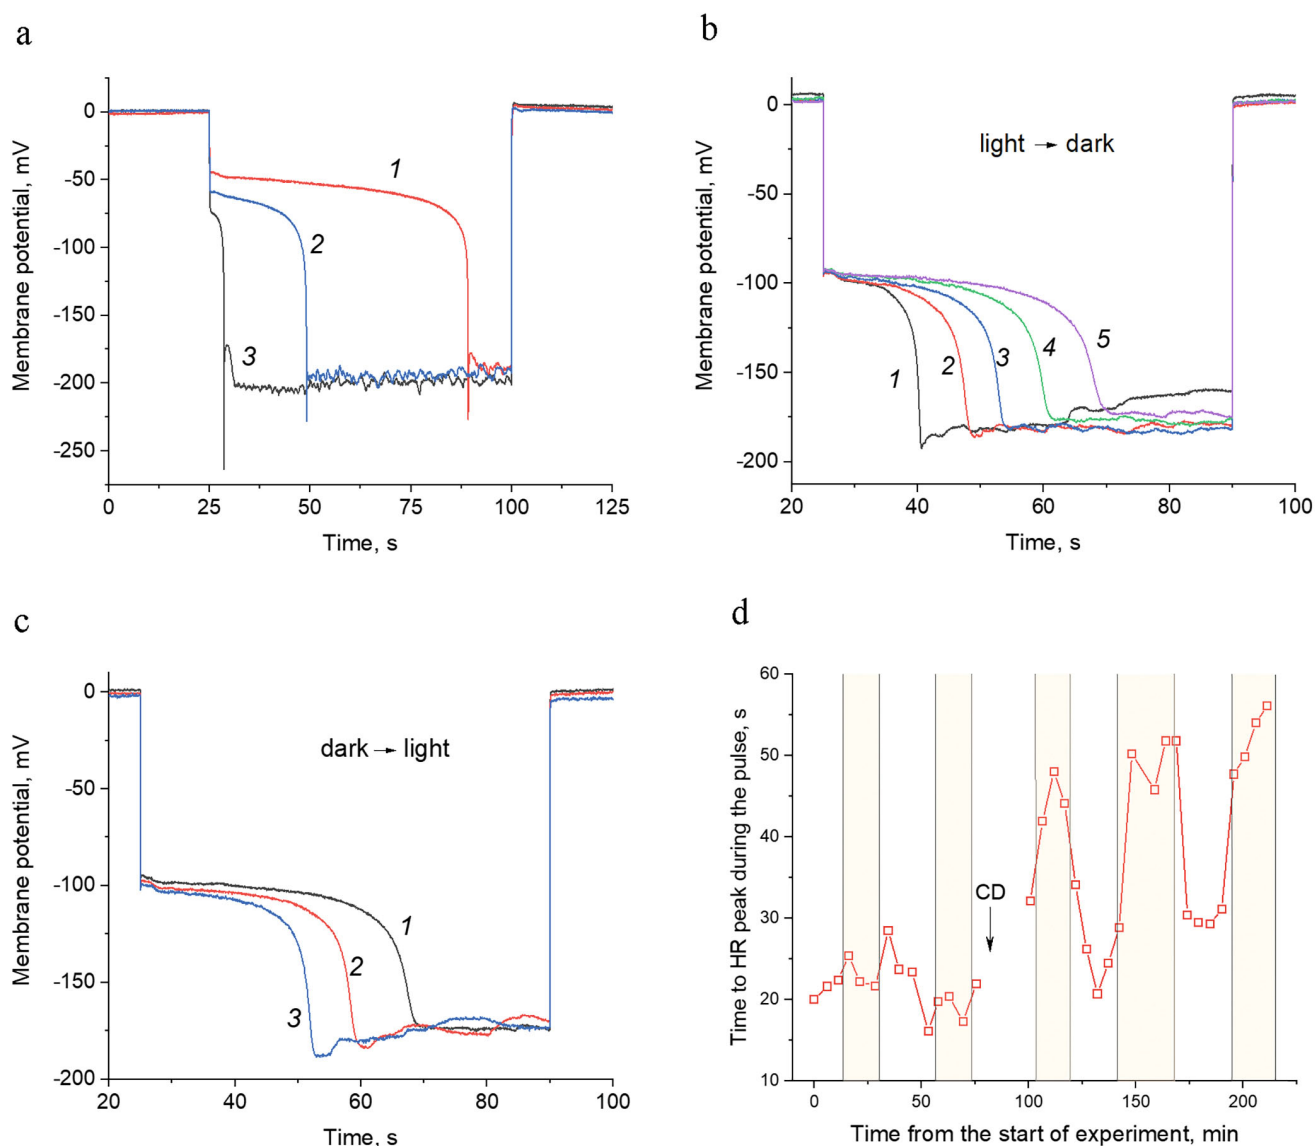 a
0
-50
-100
-150
-200
-250
Membrane potential, mV
1
2
3
0 25 50 75 100 125
Time, s
b
0
-50
-100
-150
-200
Membrane potential, mV
light → dark
1 2 3 4 5
20 40 60 80 100
Time, s
c
0
-50
-100
-150
-200
Membrane potential, mV
dark → light
1
2
3
20 40 60 80 100
Time, s
d
60
50
40
30
20
10
Time to HR peak during the pulse, s
CD
0 50 100 150 200
Time from the start of experiment, min